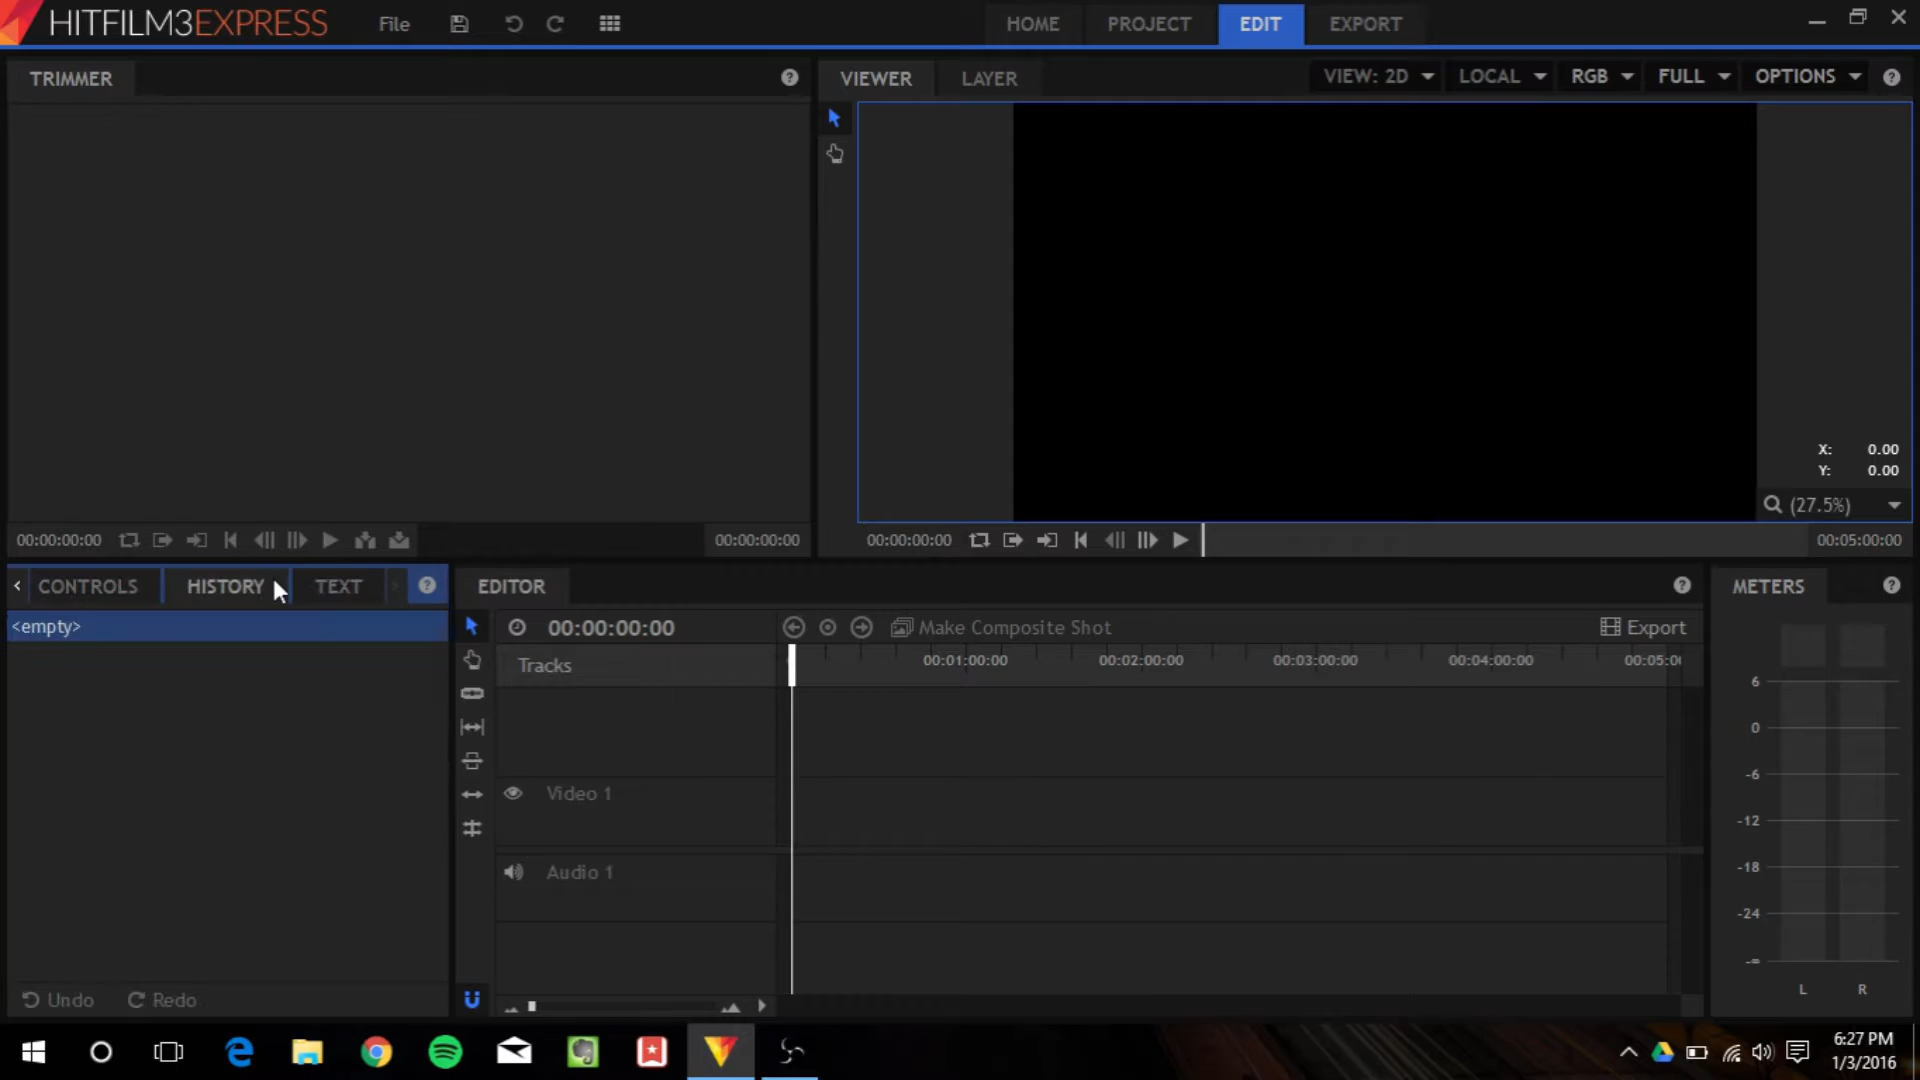 HITFILM3EXPRESS File HOME PROJECT EDIT EXPORT
TRIMMER
VIEWER LAYER VIEW: 2D LOCAL RGB FULL OPTIONS
X: 0.00
Y: 0.00
(27.5%)
00:00:00:00 00:00:00:00
00:00:00:00 00:05:00:00
CONTROLS HISTORY TEXT
<empty>
Undo Redo
EDITOR
00:00:00:00 Make Composite Shot Export
Tracks 00:01:00:00 00:02:00:00 00:03:00:00 00:04:00:00 00:05:0
Video 1
Audio 1
METERS
6
0
-6
-12
-18
-24
-∞
L R
6:27 PM
1/3/2016